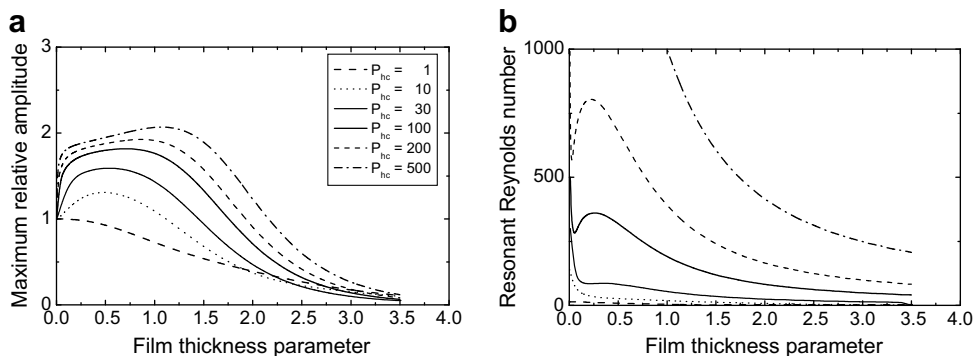 a
3
2
1
0
0.0 0.5 1.0 1.5 2.0 2.5 3.0 3.5 4.0
Maximum relative amplitude
Film thickness parameter
P_hc = 1
P_hc = 10
P_hc = 30
P_hc = 100
P_hc = 200
P_hc = 500
b
1000
500
0
0.0 0.5 1.0 1.5 2.0 2.5 3.0 3.5 4.0
Resonant Reynolds number
Film thickness parameter